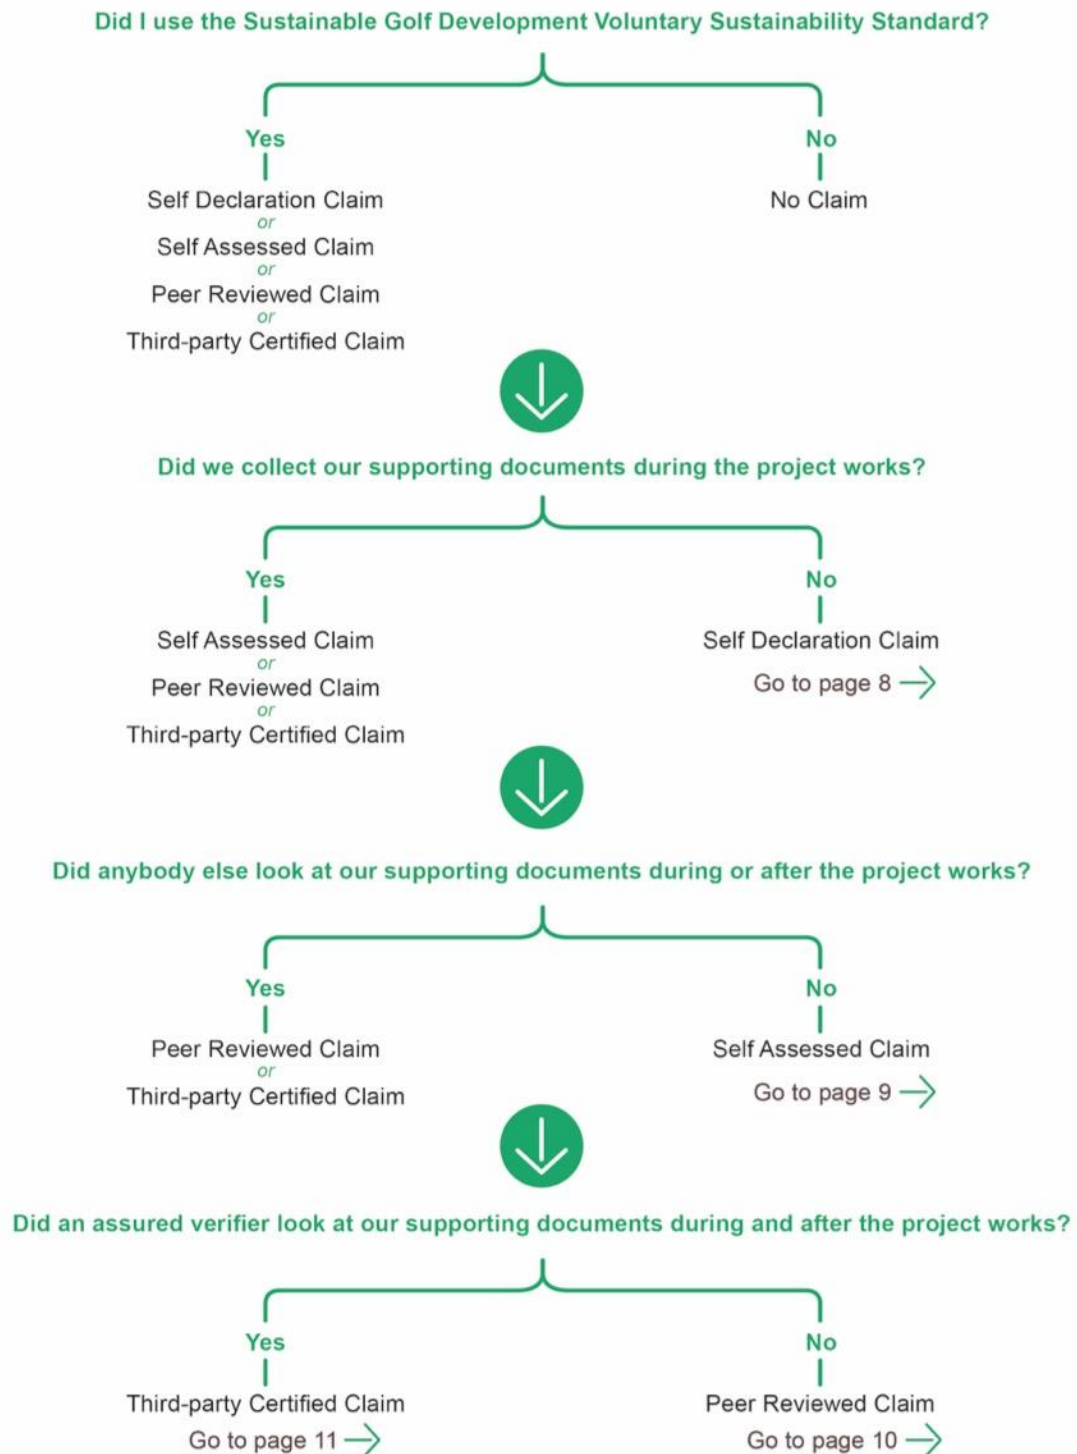 Did I use the Sustainable Golf Development Voluntary Sustainability Standard?
Yes
No
Self Declaration Claim
or
Self Assessed Claim
or
Peer Reviewed Claim
or
Third-party Certified Claim
No Claim
Did we collect our supporting documents during the project works?
Yes
No
Self Assessed Claim
or
Peer Reviewed Claim
or
Third-party Certified Claim
Self Declaration Claim
Go to page 8
Did anybody else look at our supporting documents during or after the project works?
Yes
No
Peer Reviewed Claim
or
Third-party Certified Claim
Self Assessed Claim
Go to page 9
Did an assured verifier look at our supporting documents during and after the project works?
Yes
No
Third-party Certified Claim
Go to page 11
Peer Reviewed Claim
Go to page 10